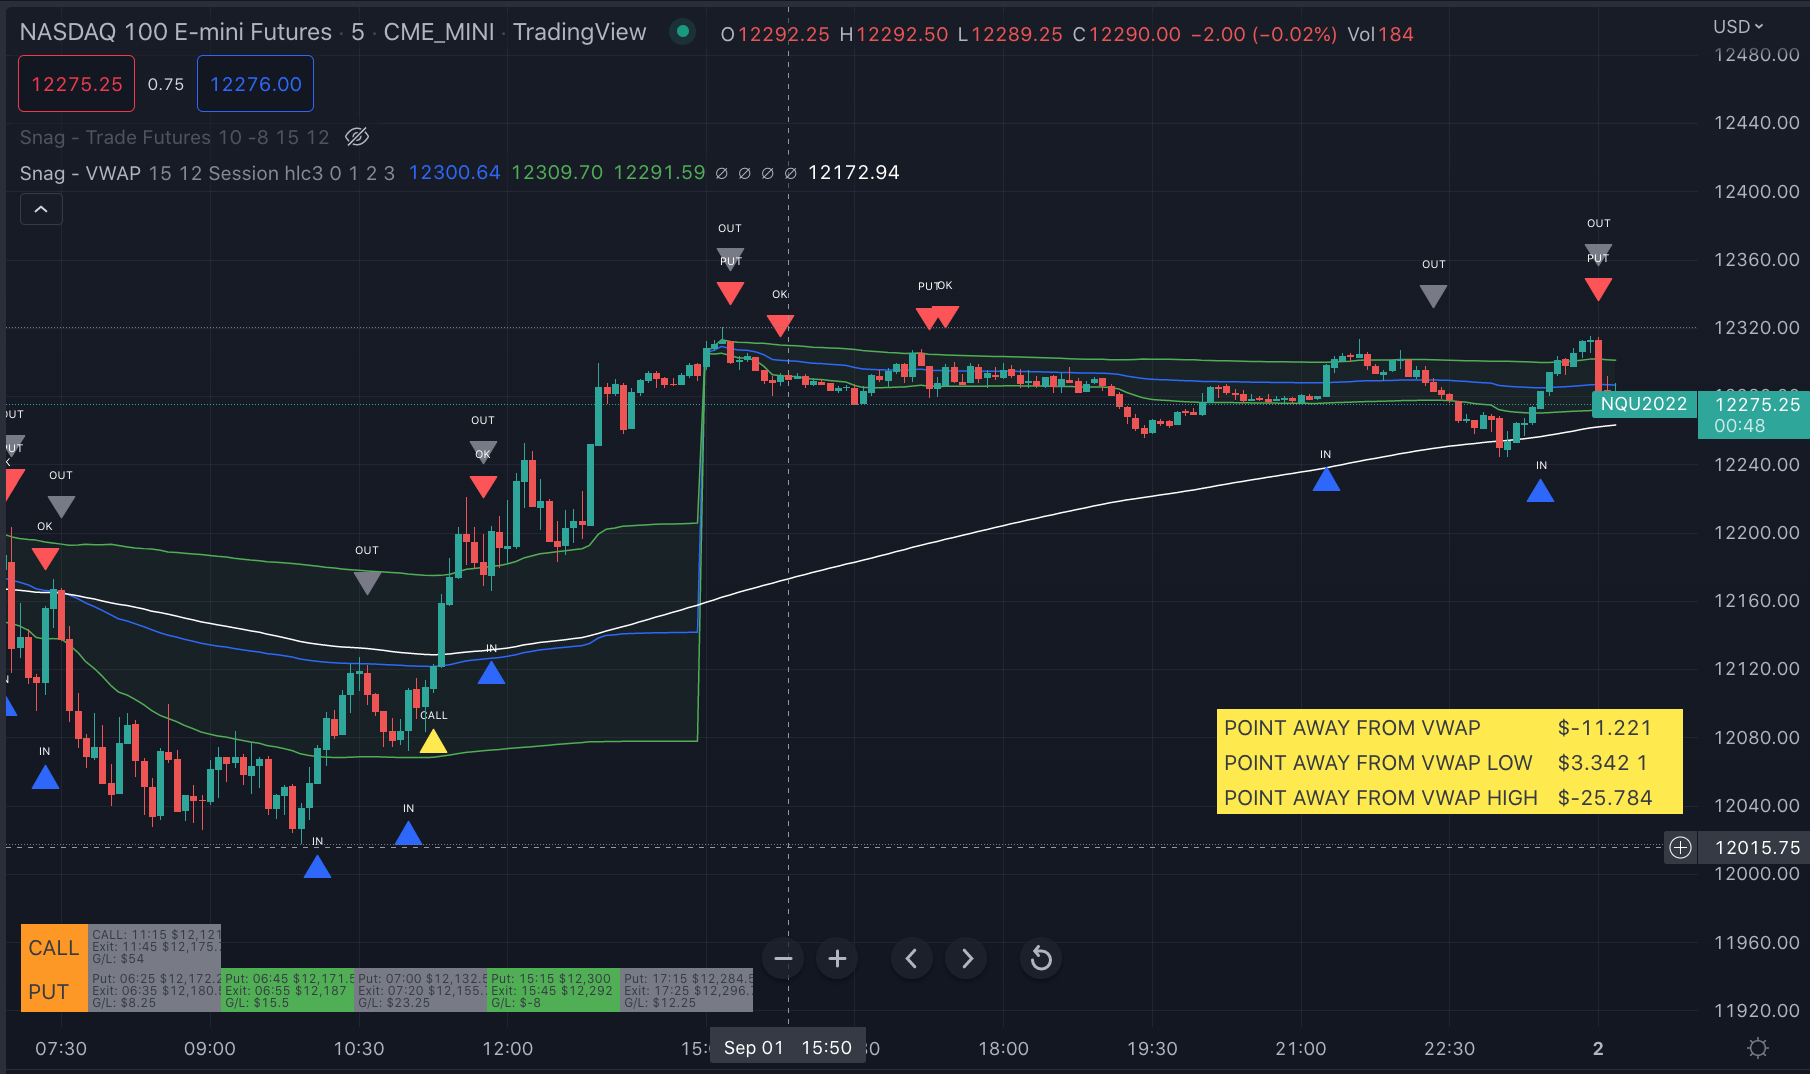 NASDAQ 100 E-mini Futures · 5 · CME_MINI · TradingView O12292.25 H12292.50 L12289.25 C12290.00 −2.00 (−0.02%) Vol184
USD
12275.25 0.75 12276.00
Snag - Trade Futures 10 -8 15 12
Snag - VWAP 15 12 Session hlc3 0 1 2 3 12300.64 12309.70 12291.59 ∅ ∅ ∅ ∅ 12172.94
12480.00
12440.00
12400.00
12360.00
12320.00
12240.00
12200.00
12160.00
12120.00
12080.00
12040.00
12000.00
11960.00
11920.00
NQU2022 12275.25
00:48
12015.75
OUT
PUT
OK
PUT
OK
OUT
OUT
PUT
OUT
OK
OUT
OK
OUT
IN
IN
IN
CALL
IN
IN
IN
IN
POINT AWAY FROM VWAP $-11.221
POINT AWAY FROM VWAP LOW $3.342 1
POINT AWAY FROM VWAP HIGH $-25.784
CALL
CALL: 11:15 $12,121
Exit: 11:45 $12,175.
G/L: $54
PUT
Put: 06:25 $12,172.2
Exit: 06:35 $12,180.
G/L: $8.25
Put: 06:45 $12,171.5
Exit: 06:55 $12,187
G/L: $15.5
Put: 07:00 $12,132.5
Exit: 07:20 $12,155.
G/L: $23.25
Put: 15:15 $12,300
Exit: 15:45 $12,292
G/L: $-8
Put: 17:15 $12,284.5
Exit: 17:25 $12,296.
G/L: $12.25
07:30 09:00 10:30 12:00 Sep 01 15:50 18:00 19:30 21:00 22:30 2